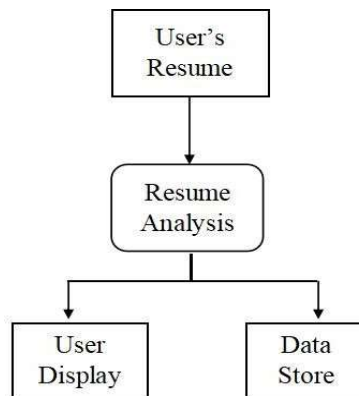 User’s
Resume
Resume
Analysis
User
Display
Data
Store